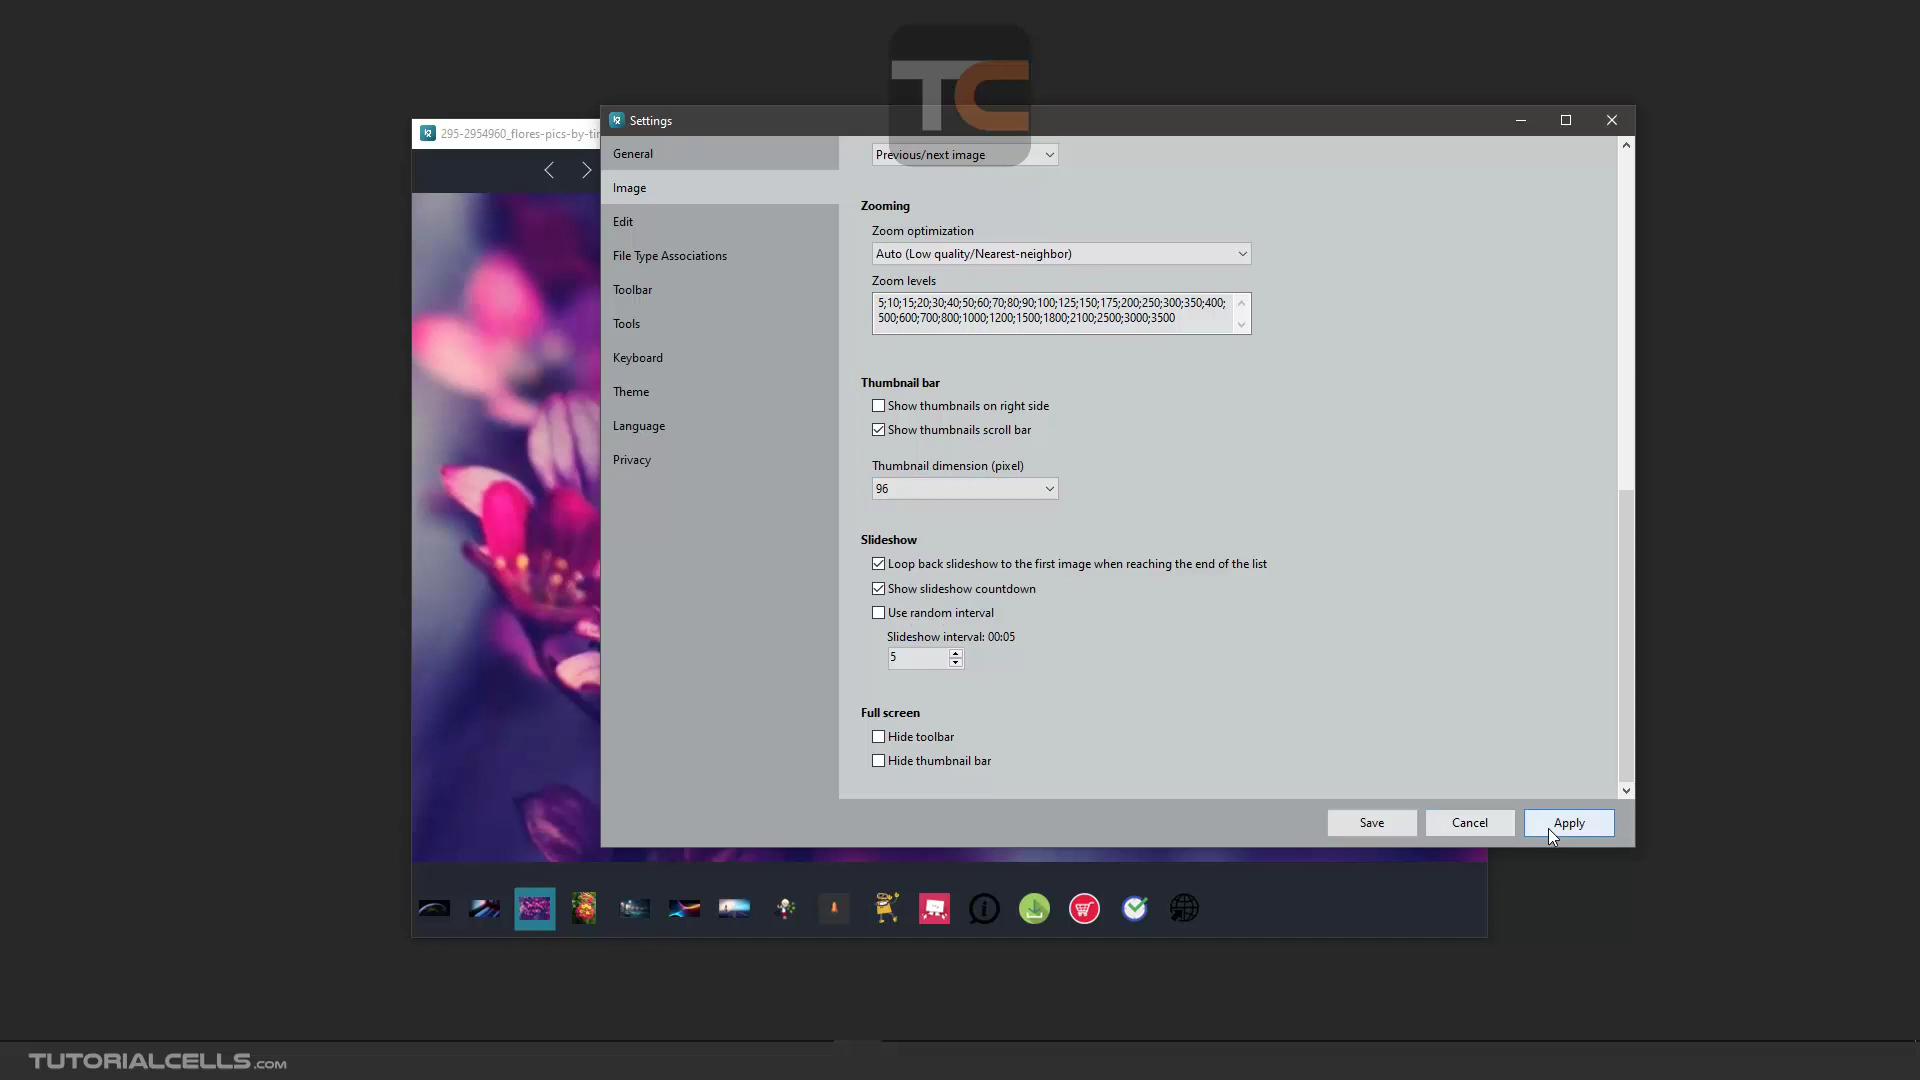 TC
295-2954960_flores-pics-by-tin
Settings
General
Image
Edit
File Type Associations
Toolbar
Tools
Keyboard
Theme
Language
Privacy
Previous/next image
Zooming
Zoom optimization
Auto (Low quality/Nearest-neighbor)
Zoom levels
5;10;15;20;30;40;50;60;70;80;90;100;125;150;175;200;250;300;350;400;
500;600;700;800;1000;1200;1500;1800;2100;2500;3000;3500
Thumbnail bar
Show thumbnails on right side
Show thumbnails scroll bar
Thumbnail dimension (pixel)
96
Slideshow
Loop back slideshow to the first image when reaching the end of the list
Show slideshow countdown
Use random interval
Slideshow interval: 00:05
5
Full screen
Hide toolbar
Hide thumbnail bar
Save
Cancel
Apply
TUTORIALCELLS.COM